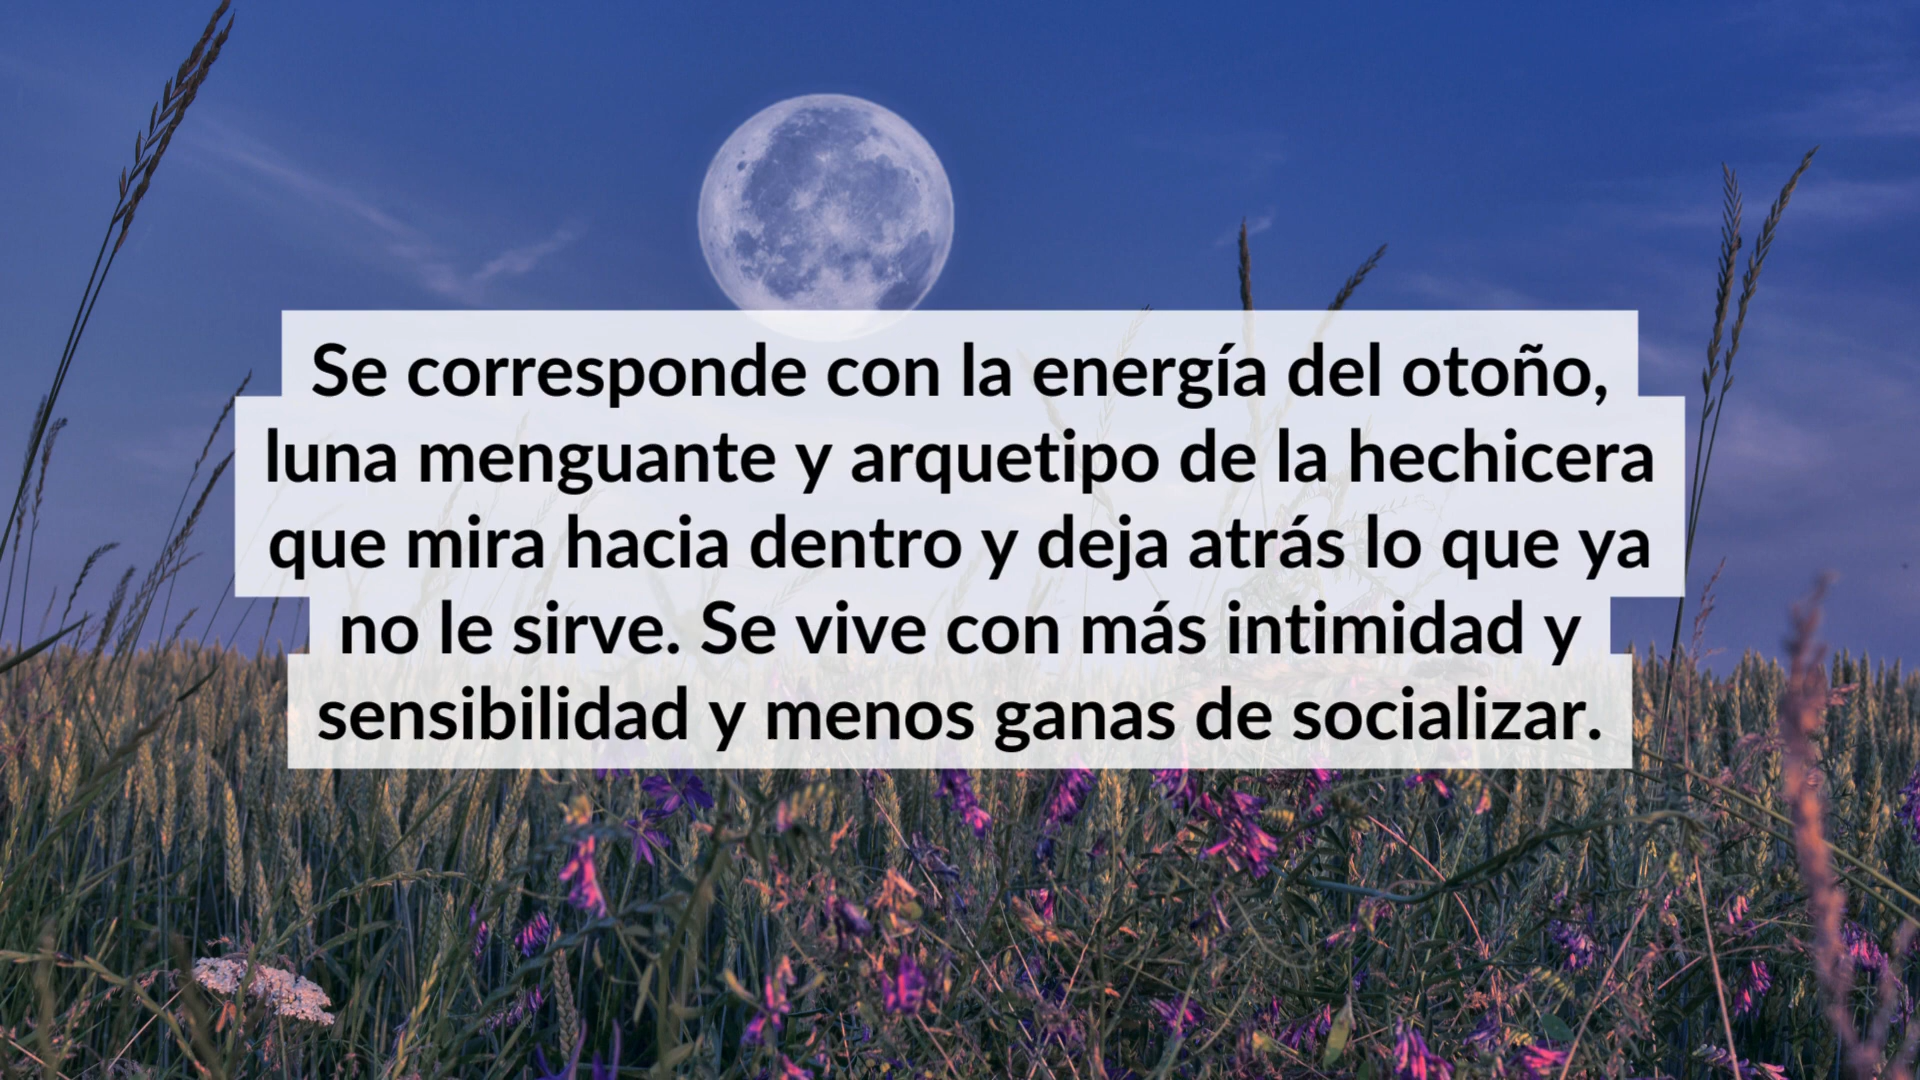 Se corresponde con la energía del otoño,
luna menguante y arquetipo de la hechicera
que mira hacia dentro y deja atrás lo que ya
no le sirve. Se vive con más intimidad y
sensibilidad y menos ganas de socializar.